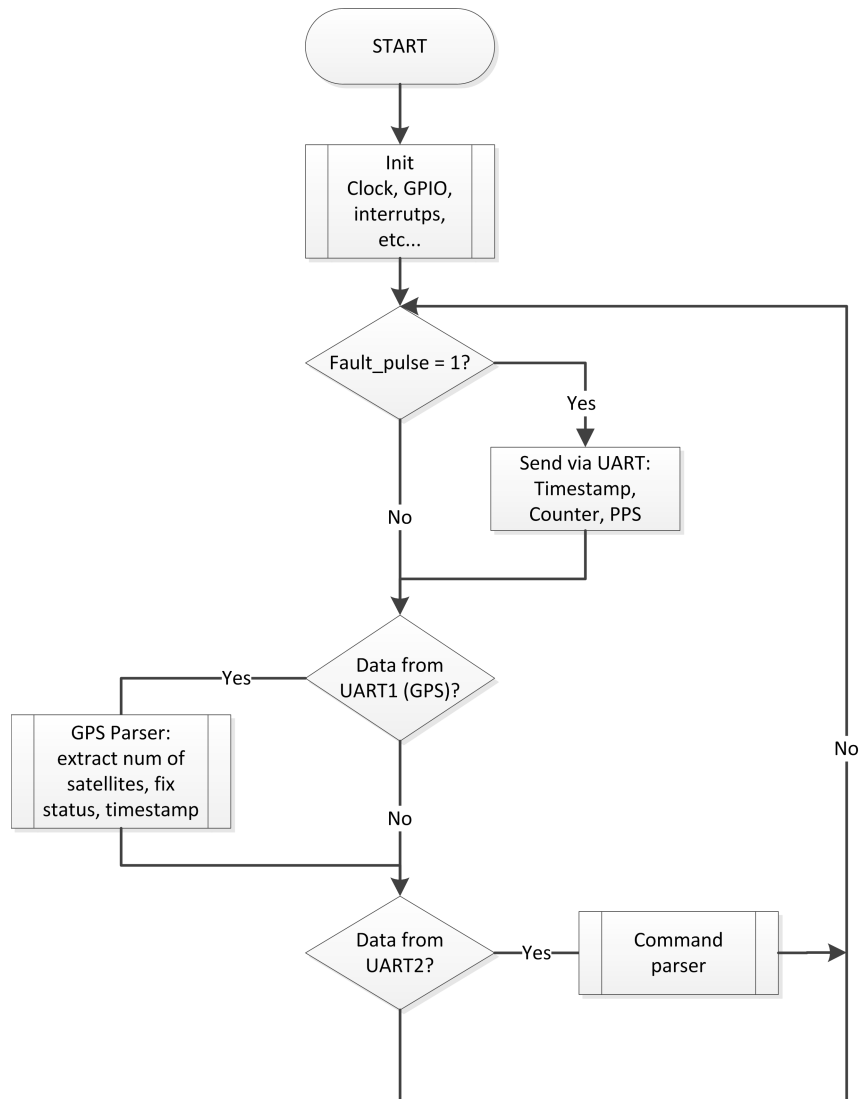 START
Init
Clock, GPIO,
interrutps,
etc...
Fault_pulse = 1?
Yes
Send via UART:
Timestamp,
Counter, PPS
No
Data from
UART1 (GPS)?
Yes
GPS Parser:
extract num of
satellites, fix
status, timestamp
No
No
Data from
UART2?
Yes
Command
parser